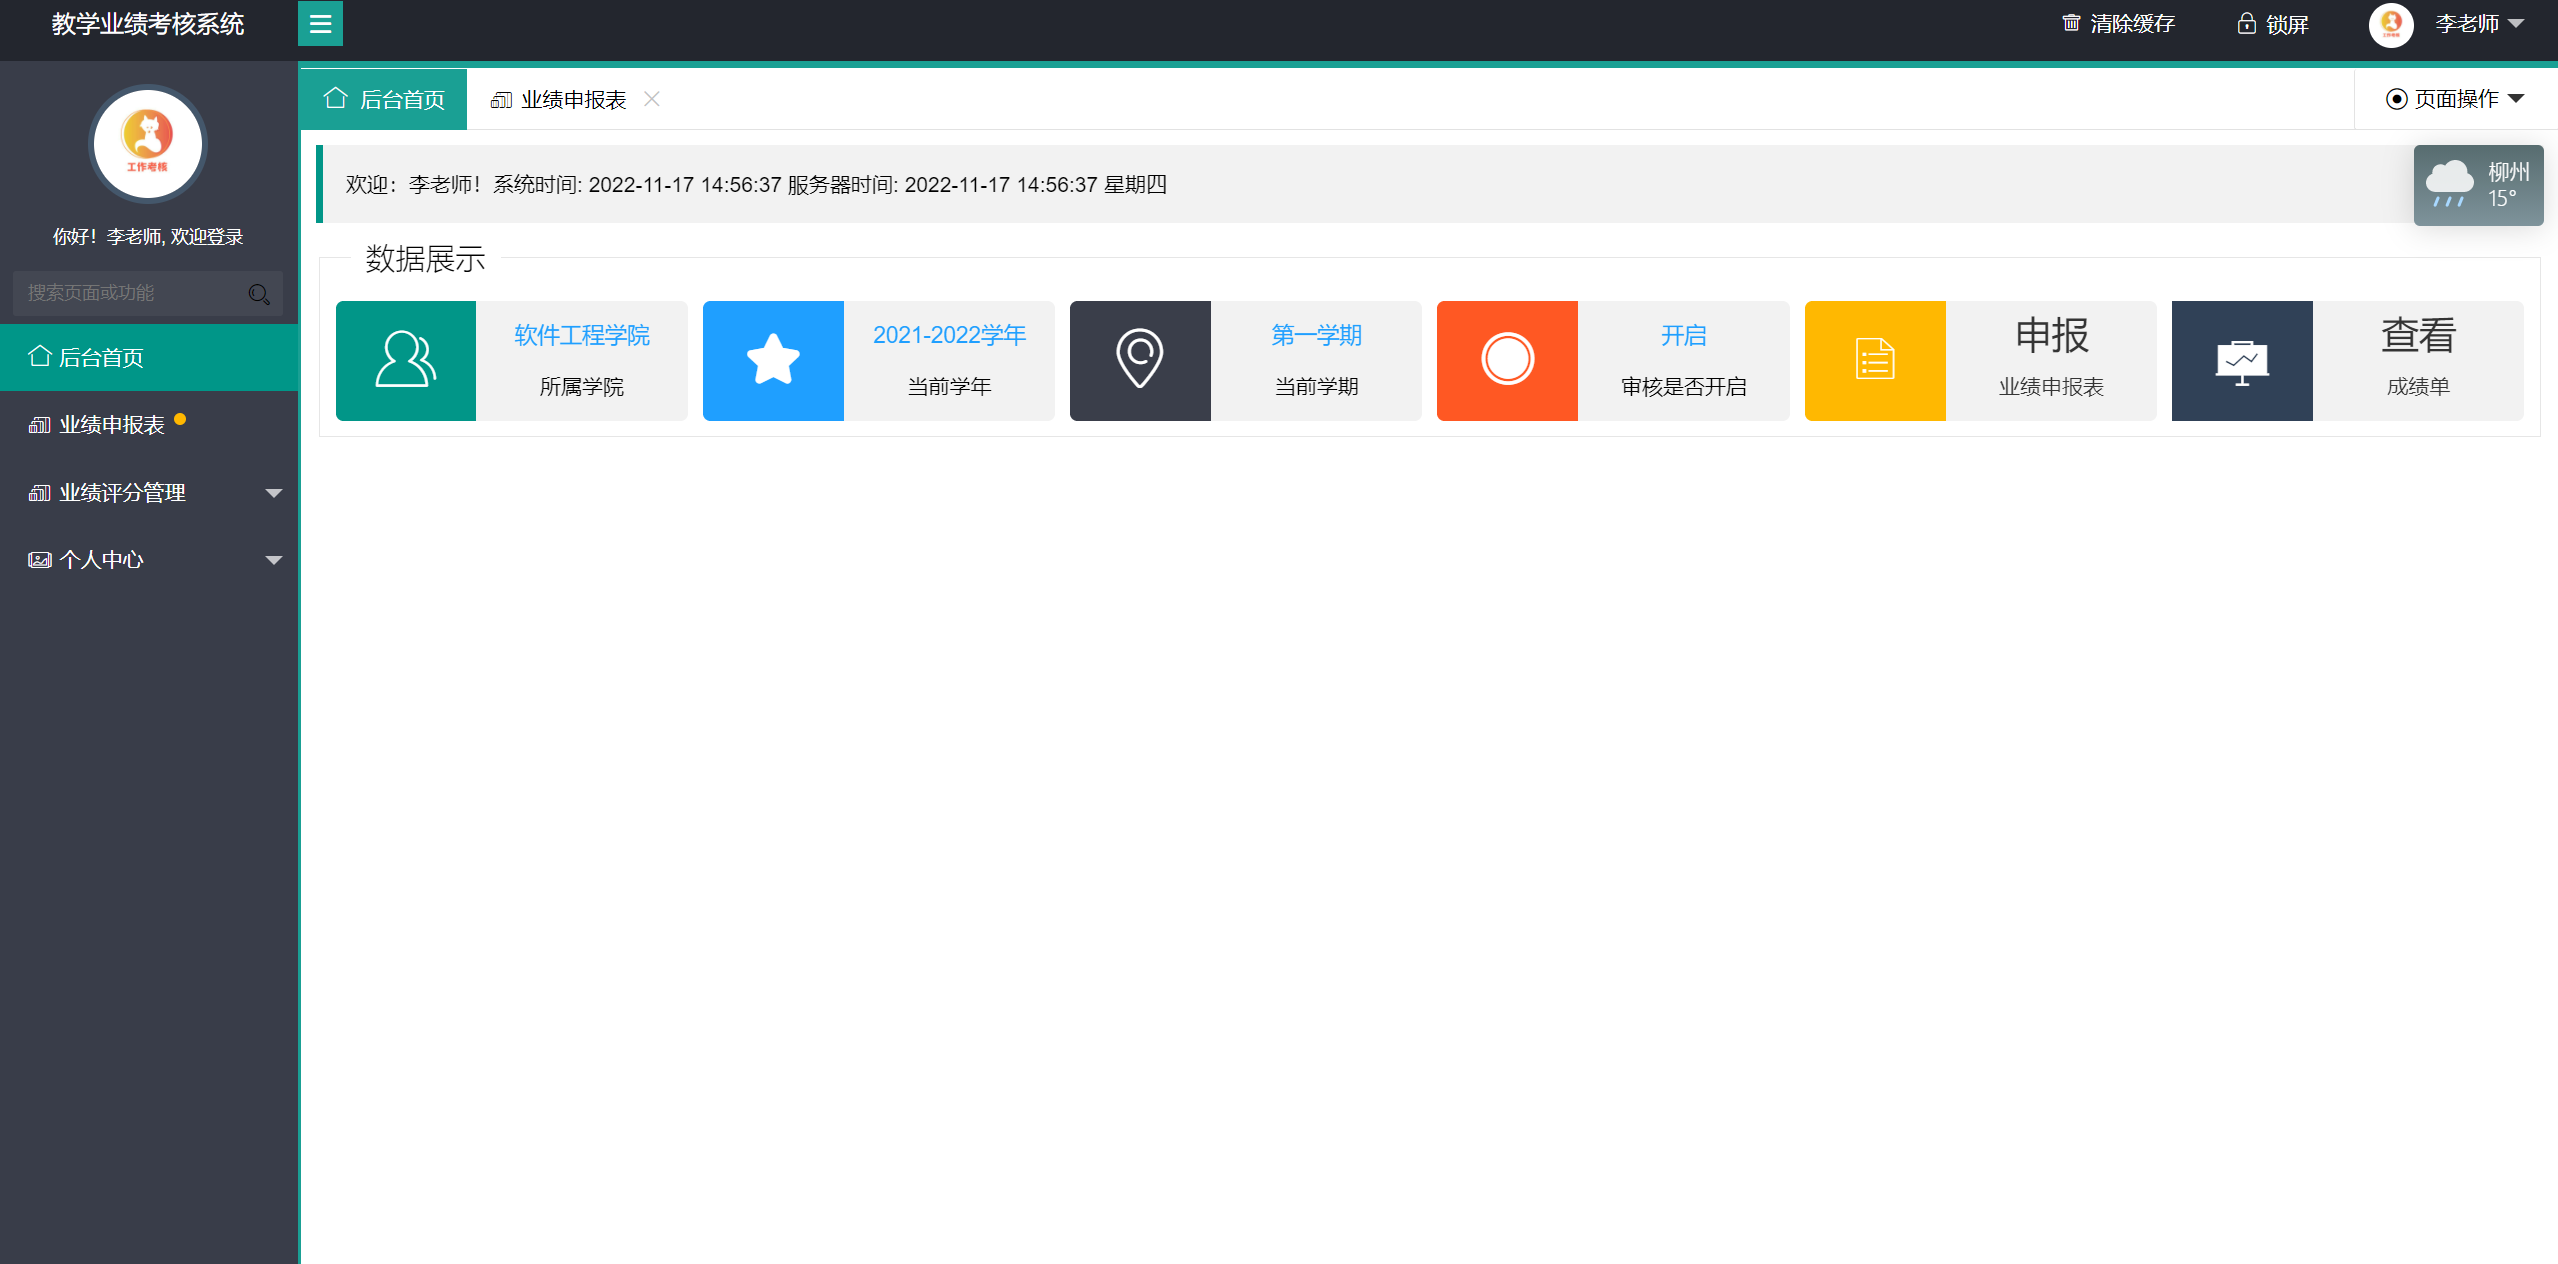 教学业绩考核系统
清除缓存
锁屏
李老师
工作考核
你好！李老师, 欢迎登录
搜索页面或功能
后台首页
业绩申报表
业绩评分管理
个人中心
后台首页
业绩申报表
页面操作
欢迎：李老师！系统时间: 2022-11-17 14:56:37 服务器时间: 2022-11-17 14:56:37 星期四
柳州
15°
数据展示
软件工程学院
所属学院
2021-2022学年
当前学年
第一学期
当前学期
开启
审核是否开启
申报
业绩申报表
查看
成绩单